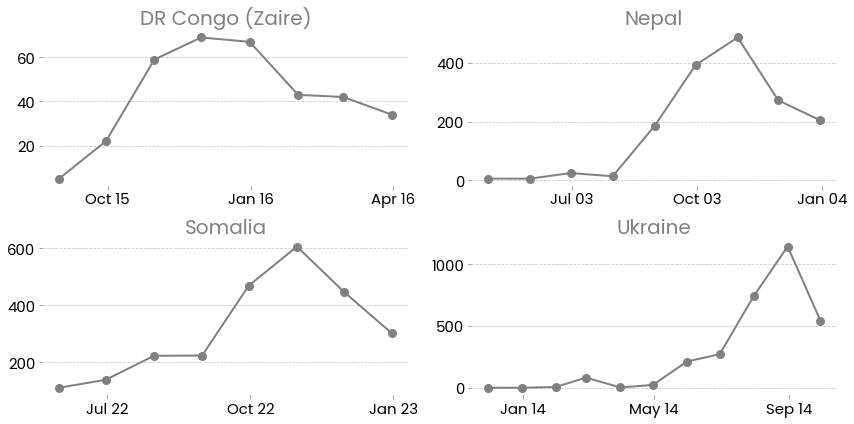 DR Congo (Zaire)
60
40
20
Oct 15
Jan 16
Apr 16
Nepal
400
200
0
Jul 03
Oct 03
Jan 04
Somalia
600
400
200
Jul 22
Oct 22
Jan 23
Ukraine
1000
500
0
Jan 14
May 14
Sep 14